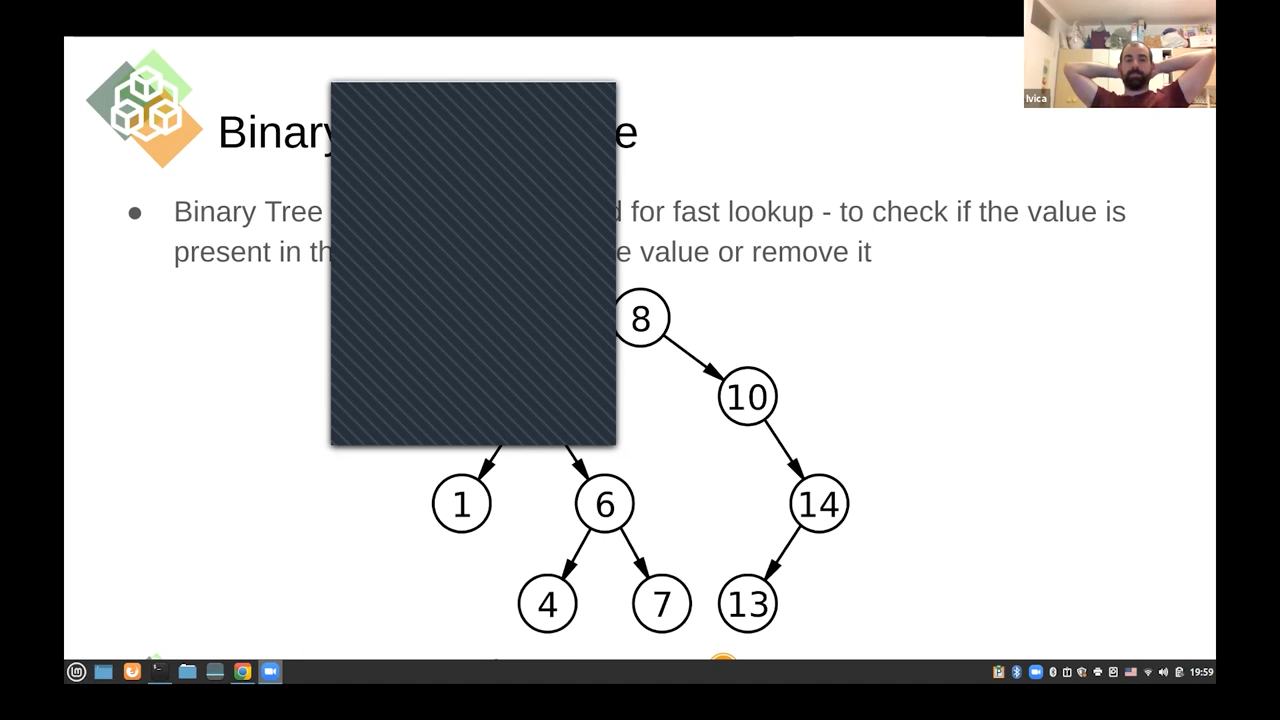 Ivica
Binary e
Binary Tree d for fast lookup - to check if the value is
present in th e value or remove it
8
10
1 6 14
4 7 13
19:59